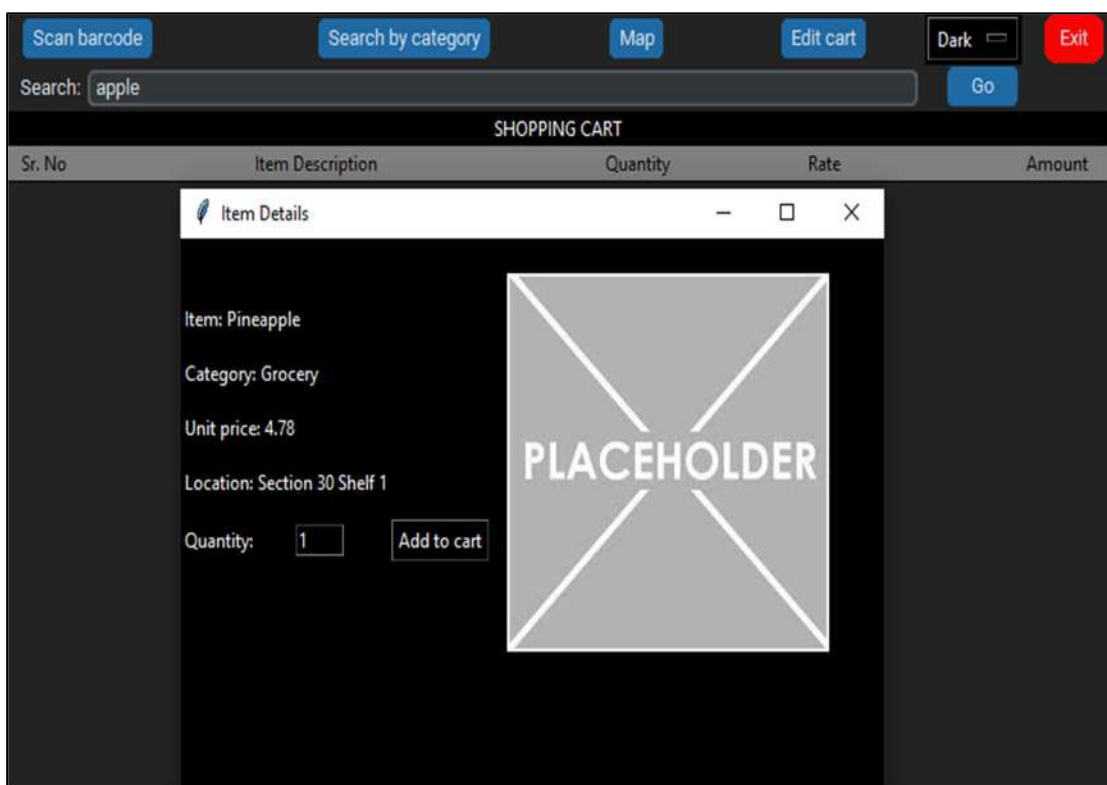 Scan barcode Search by category Map Edit cart Dark Exit
Search: apple Go
SHOPPING CART
Sr. No Item Description Quantity Rate Amount
Item Details
Item: Pineapple
Category: Grocery
Unit price: 4.78
Location: Section 30 Shelf 1
Quantity: 1 Add to cart
PLACEHOLDER